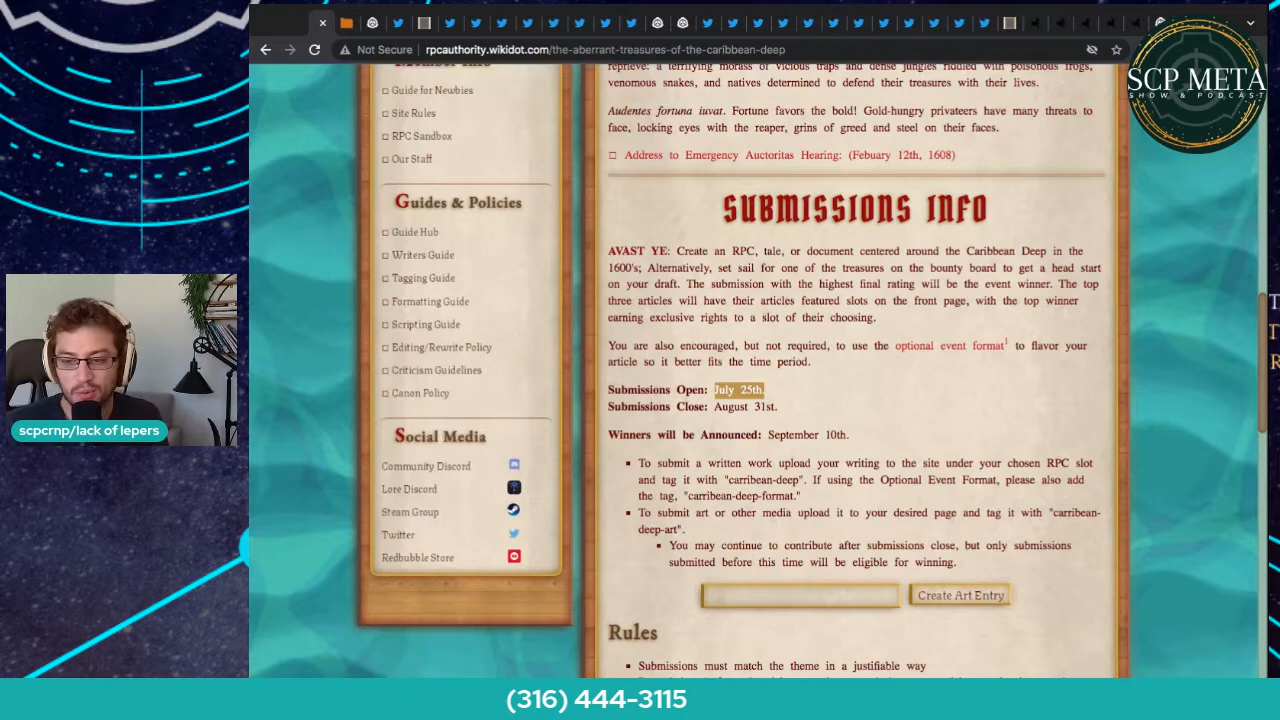 Not Secure rpcauthority.wikidot.com/the-aberrant-treasures-of-the-caribbean-deep
SCP META
SHOW & PODCAST
Member Info
□ Guide for Newbies
□ Site Rules
□ RPC Sandbox
□ Our Staff
Guides & Policies
□ Guide Hub
□ Writers Guide
□ Tagging Guide
□ Formatting Guide
□ Scripting Guide
□ Editing/Rewrite Policy
□ Criticism Guidelines
□ Canon Policy
Social Media
Community Discord
Lore Discord
Steam Group
Twitter
Redbubble Store
reprieve: a terrifying morass of vicious traps and dense jungles riddled with poisonous frogs,
venomous snakes, and natives determined to defend their treasures with their lives.
Audentes fortuna iuvat. Fortune favors the bold! Gold-hungry privateers have many threats to
face, locking eyes with the reaper, grins of greed and steel on their faces.
□ Address to Emergency Auctoritas Hearing: (Febuary 12th, 1608)
SUBMISSIONS INFO
AVAST YE: Create an RPC, tale, or document centered around the Caribbean Deep in the
1600's; Alternatively, set sail for one of the treasures on the bounty board to get a head start
on your draft. The submission with the highest final rating will be the event winner. The top
three articles will have their articles featured slots on the front page, with the top winner
earning exclusive rights to a slot of their choosing.
You are also encouraged, but not required, to use the optional event format1 to flavor your
article so it better fits the time period.
Submissions Open: July 25th.
Submissions Close: August 31st.
Winners will be Announced: September 10th.
▪ To submit a written work upload your writing to the site under your chosen RPC slot
and tag it with "carribean-deep". If using the Optional Event Format, please also add
the tag, "carribean-deep-format."
▪ To submit art or other media upload it to your desired page and tag it with "carribean-
deep-art".
▪ You may continue to contribute after submissions close, but only submissions
submitted before this time will be eligible for winning.
Create Art Entry
Rules
▪ Submissions must match the theme in a justifiable way
scpcrnp/lack of lepers
(316) 444-3115